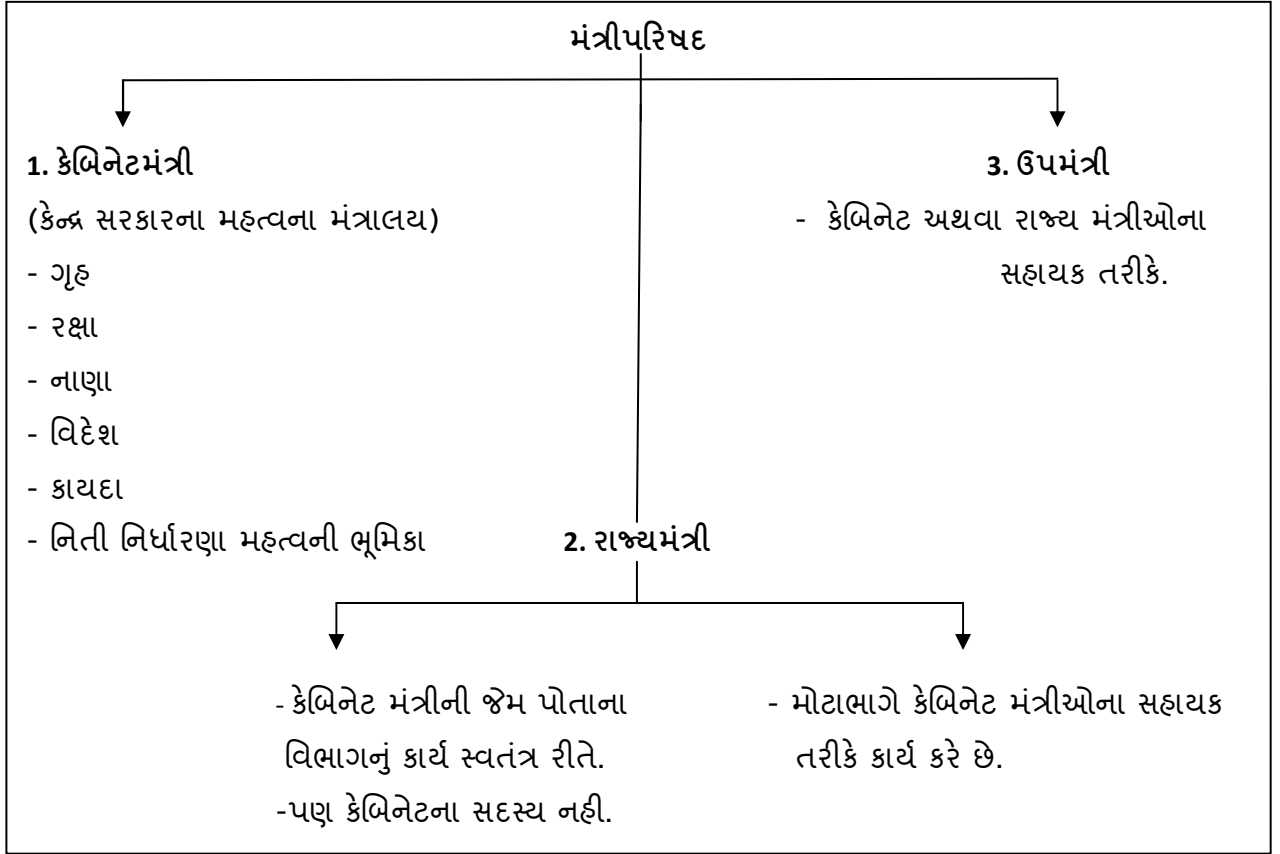 મંત્રીપરિષદ
1. કેબિનેટમંત્રી
(કેન્દ્ર સરકારના મહત્વના મંત્રાલય)
- ગૃહ
- રક્ષા
- નાણા
- વિદેશ
- કાયદા
- નિતી નિર્ધારણા મહત્વની ભૂમિકા
3. ઉપમંત્રી
- કેબિનેટ અથવા રાજ્ય મંત્રીઓના
સહાયક તરીકે.
2. રાજ્યમંત્રી
- કેબિનેટ મંત્રીની જેમ પોતાના
વિભાગનું કાર્ય સ્વતંત્ર રીતે.
-પણ કેબિનેટના સદસ્ય નહી.
- મોટાભાગે કેબિનેટ મંત્રીઓના સહાયક
તરીકે કાર્ય કરે છે.